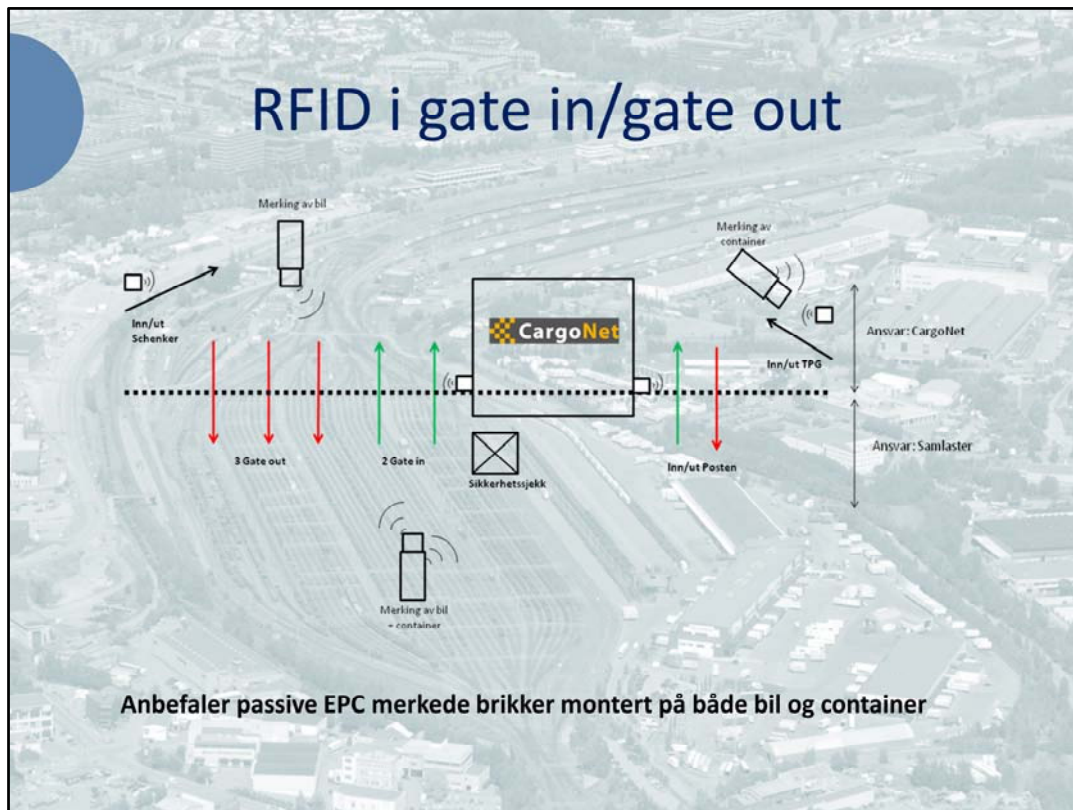 RFID i gate in/gate out
Merking av bil
Merking av
container
Inn/ut
Schenker
CargoNet
Ansvar: CargoNet
Inn/ut TPG
3 Gate out
2 Gate in
Sikkerhetssjekk
Inn/ut Posten
Ansvar: Samlaster
Merking av bil
+ container
Anbefaler passive EPC merkede brikker montert på både bil og container